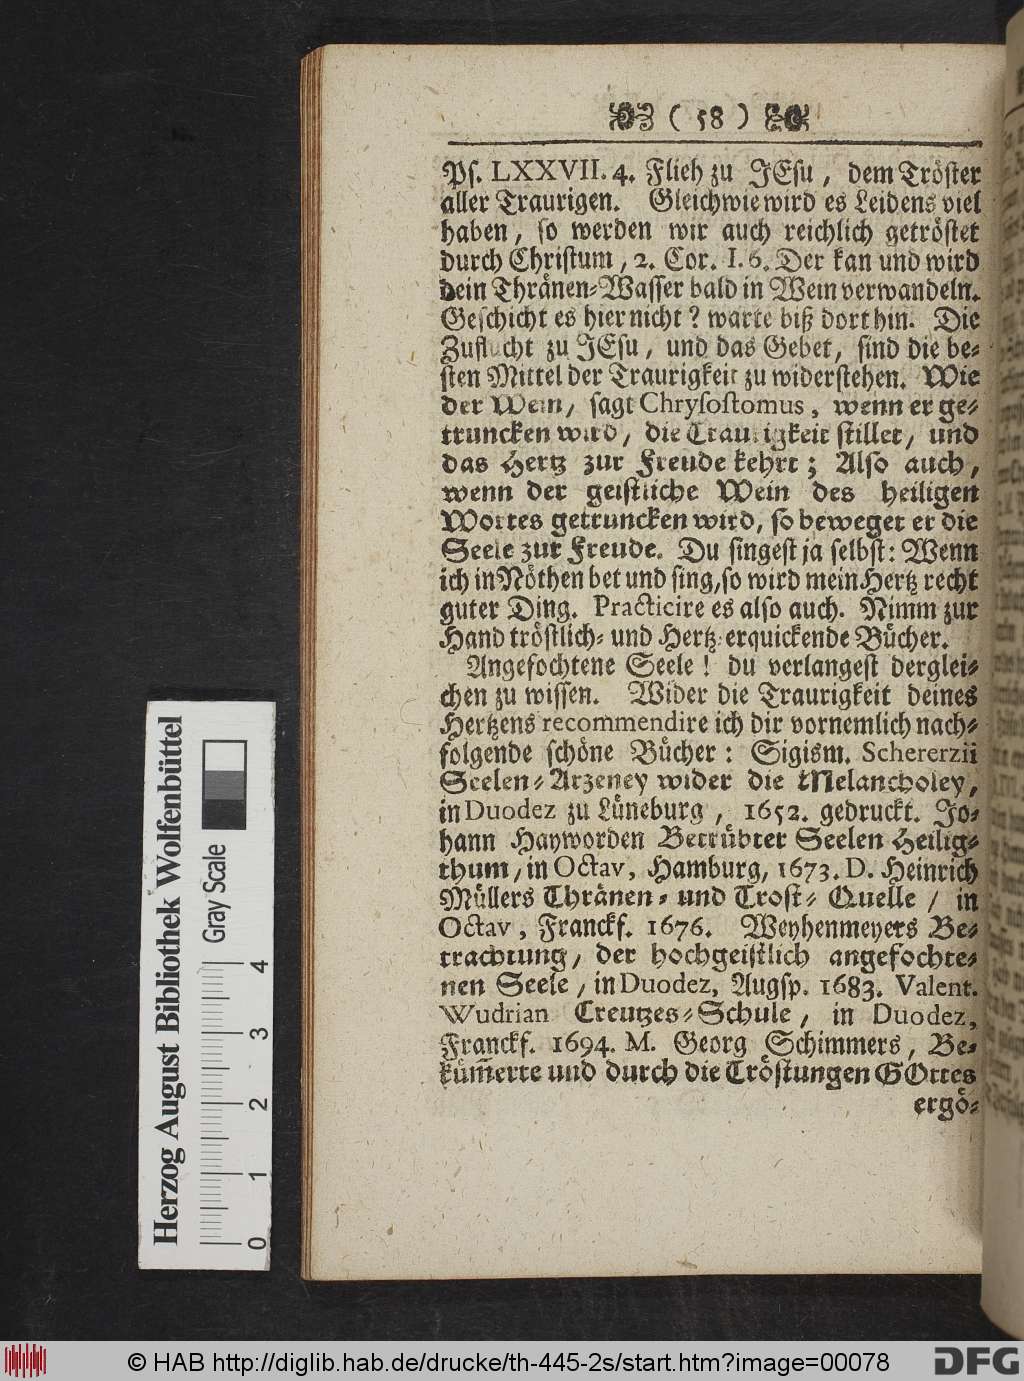 ( 58 )
Ps. LXXVII. 4. Flieh zu JEsu, dem Tröster
aller Traurigen. Gleichwie wird es Leidens viel
haben, so werden wir auch reichlich getröstet
durch Christum, 2. Cor. I. 6. Der kan und wird
dein Thränen-Wasser bald in Wein verwandeln.
Geschicht es hier nicht? warte biß dorthin. Die
Zuflucht zu JEsu, und das Gebet, sind die be-
sten Mittel der Traurigkeit zu widerstehen. Wie
der Wein, sagt Chrysostomus, wenn er ge-
truncken wird, die Traurigkeit stillet, und
das Hertz zur Freude kehrt; Also auch,
wenn der geistliche Wein des heiligen
Wortes getruncken wird, so beweget er die
Seele zur Freude. Du singest ja selbst: Wenn
ich in Nöthen bet und sing, so wird mein Hertz recht
guter Ding. Practicire es also auch. Nimm zur
Hand tröstlich- und Hertz-erquickende Bücher.
Angefochtene Seele! du verlangest derglei-
chen zu wissen. Wider die Traurigkeit deines
Hertzens recommendire ich dir vornemlich nach-
folgende schöne Bücher: Sigism. Schererzii
Seelen-Artzeney wider die Melancholey,
in Duodez zu Lüneburg, 1652. gedruckt. Jo-
hann Hayworden Betrübter Seelen Heilig-
thum, in Octav, Hamburg, 1673. D. Heinrich
Müllers Thränen- und Trost-Quelle / in
Octav, Franckf. 1676. Weyhenmeyers Be-
trachtung, der hochgeistlich angefochte-
nen Seele, in Duodez, Augsp. 1683. Valent.
Wudrian Creutzes-Schule, in Duodez,
Franckf. 1694. M. Georg Schimmers, Be-
küm̃erte und durch die Tröstungen GOttes
ergö-
Herzog August Bibliothek Wolfenbüttel
Gray Scale
0 1 2 3 4
© HAB http://diglib.hab.de/drucke/th-445-2s/start.htm?image=00078
DFG